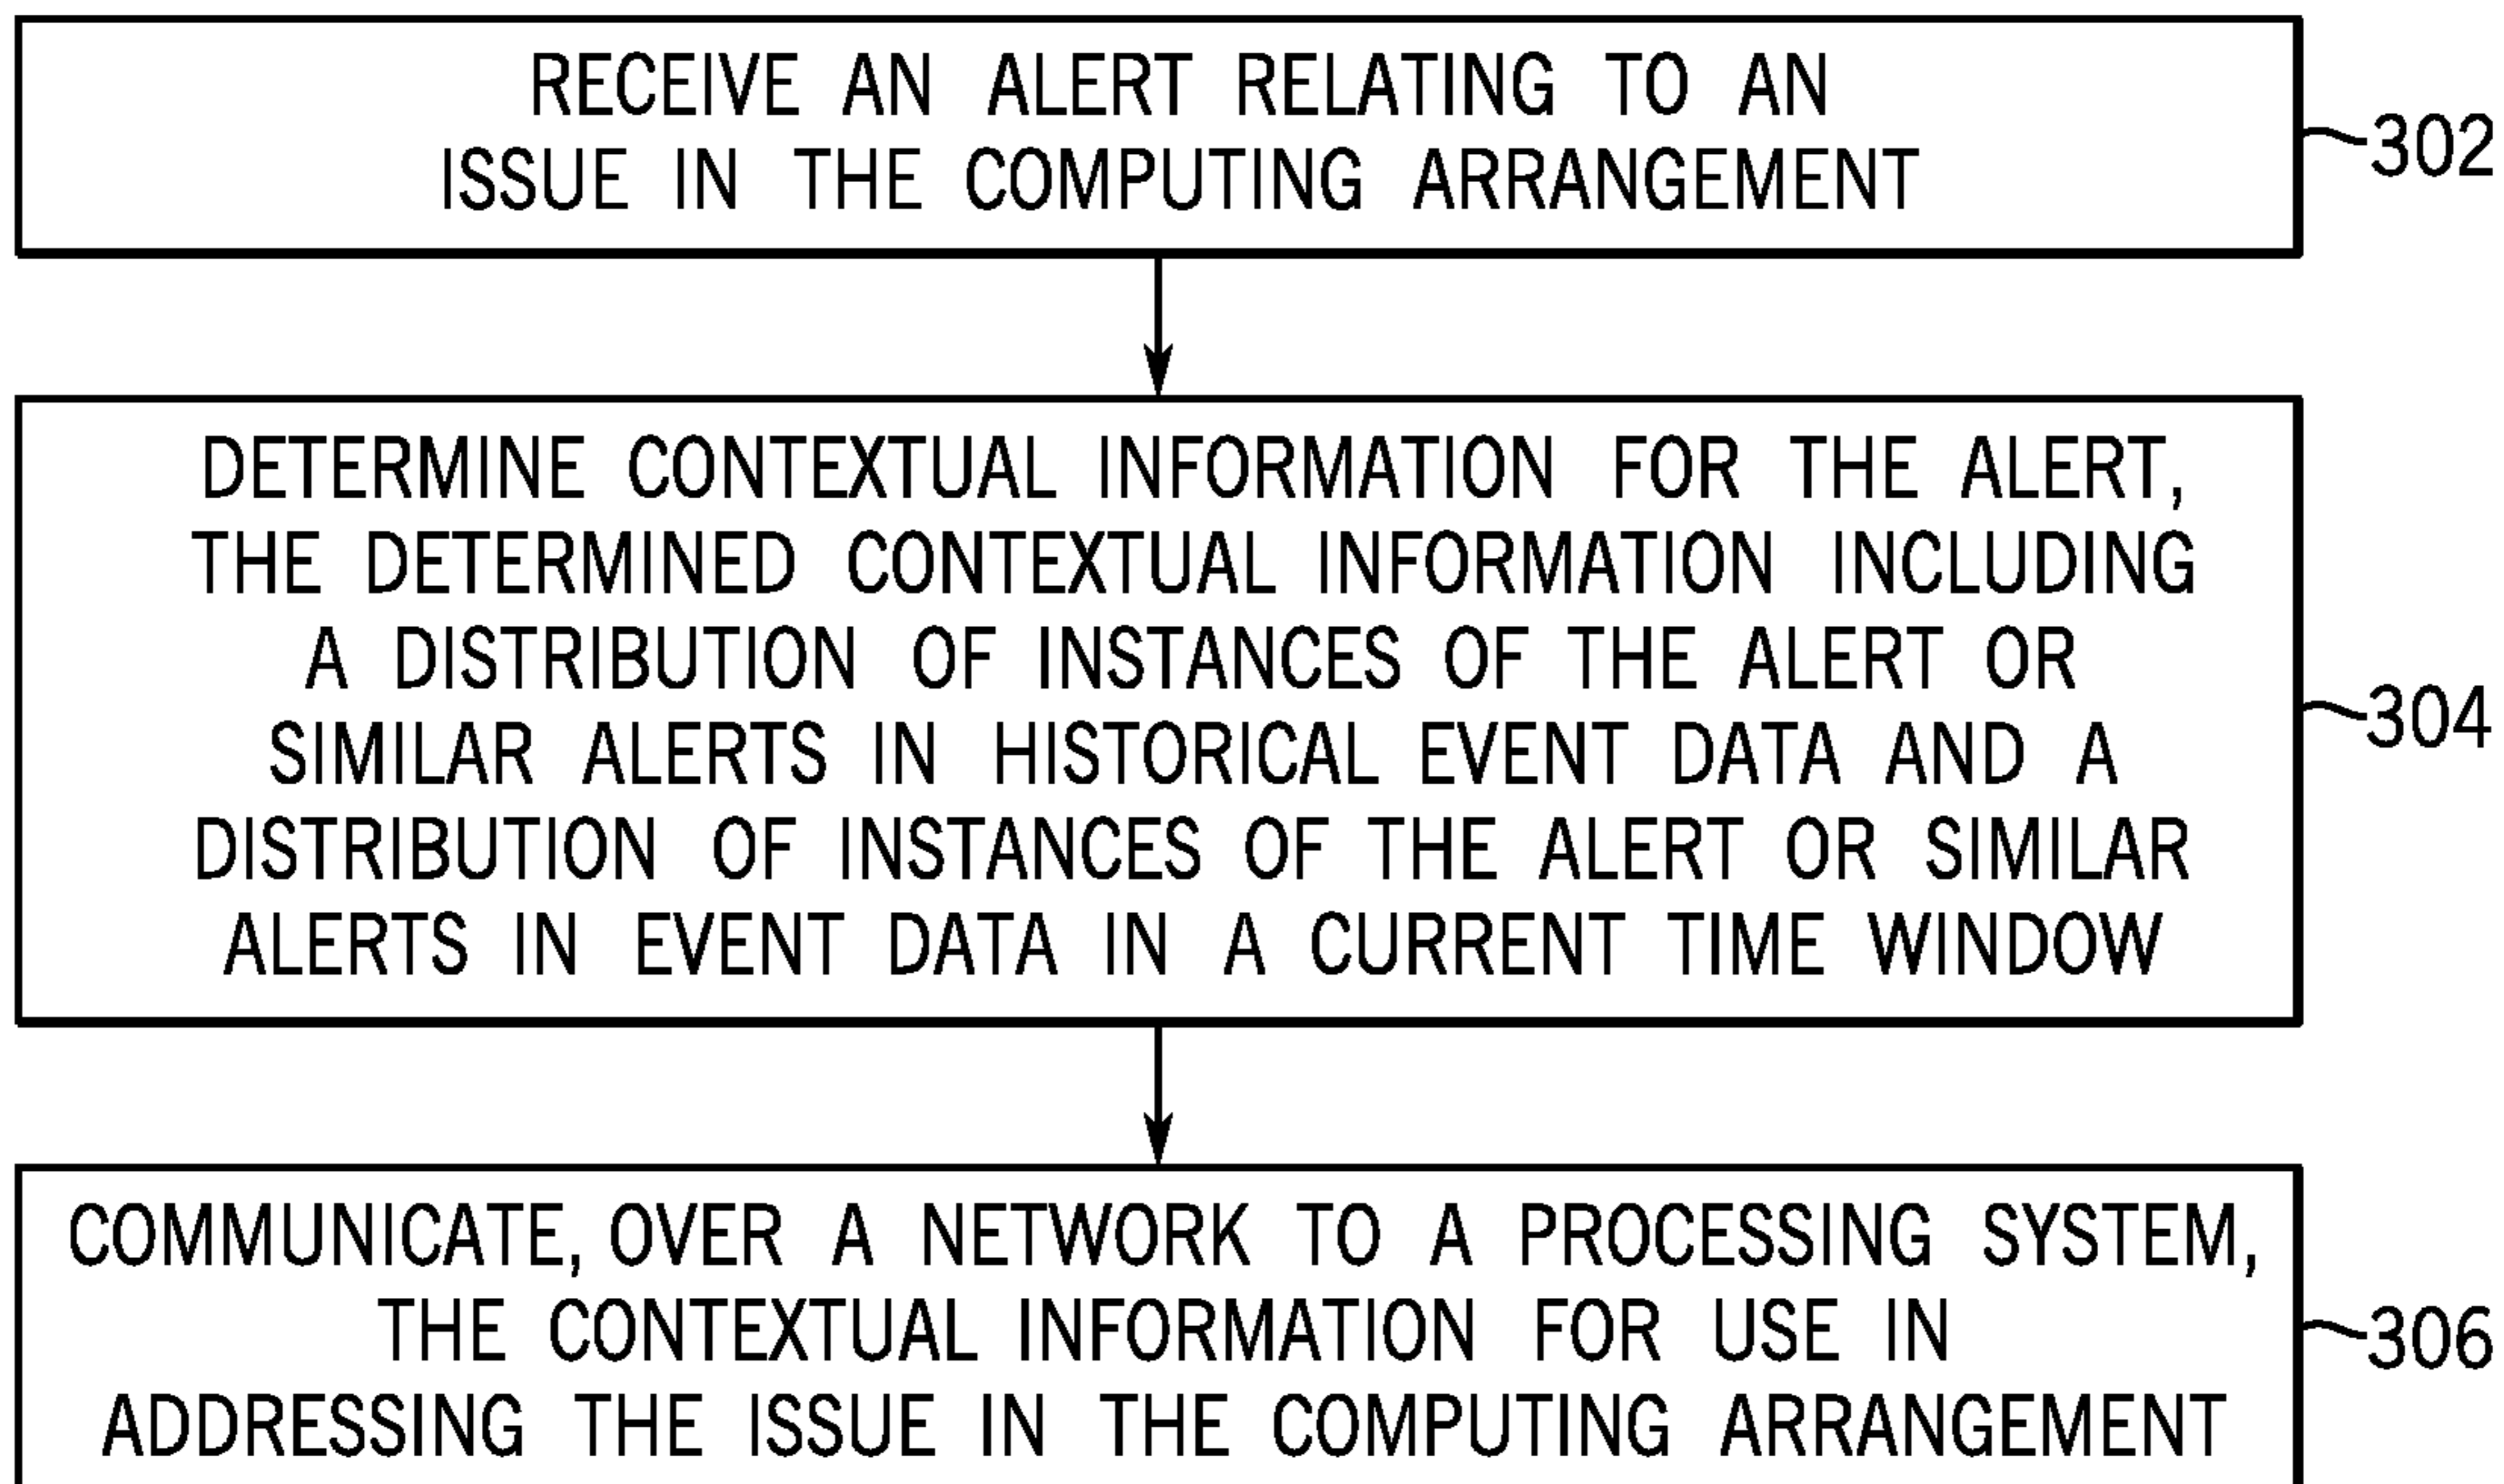 RECEIVE AN ALERT RELATING TO AN
ISSUE IN THE COMPUTING ARRANGEMENT
302
DETERMINE CONTEXTUAL INFORMATION FOR THE ALERT,
THE DETERMINED CONTEXTUAL INFORMATION INCLUDING
A DISTRIBUTION OF INSTANCES OF THE ALERT OR
SIMILAR ALERTS IN HISTORICAL EVENT DATA AND A
DISTRIBUTION OF INSTANCES OF THE ALERT OR SIMILAR
ALERTS IN EVENT DATA IN A CURRENT TIME WINDOW
304
COMMUNICATE, OVER A NETWORK TO A PROCESSING SYSTEM,
THE CONTEXTUAL INFORMATION FOR USE IN
ADDRESSING THE ISSUE IN THE COMPUTING ARRANGEMENT
306